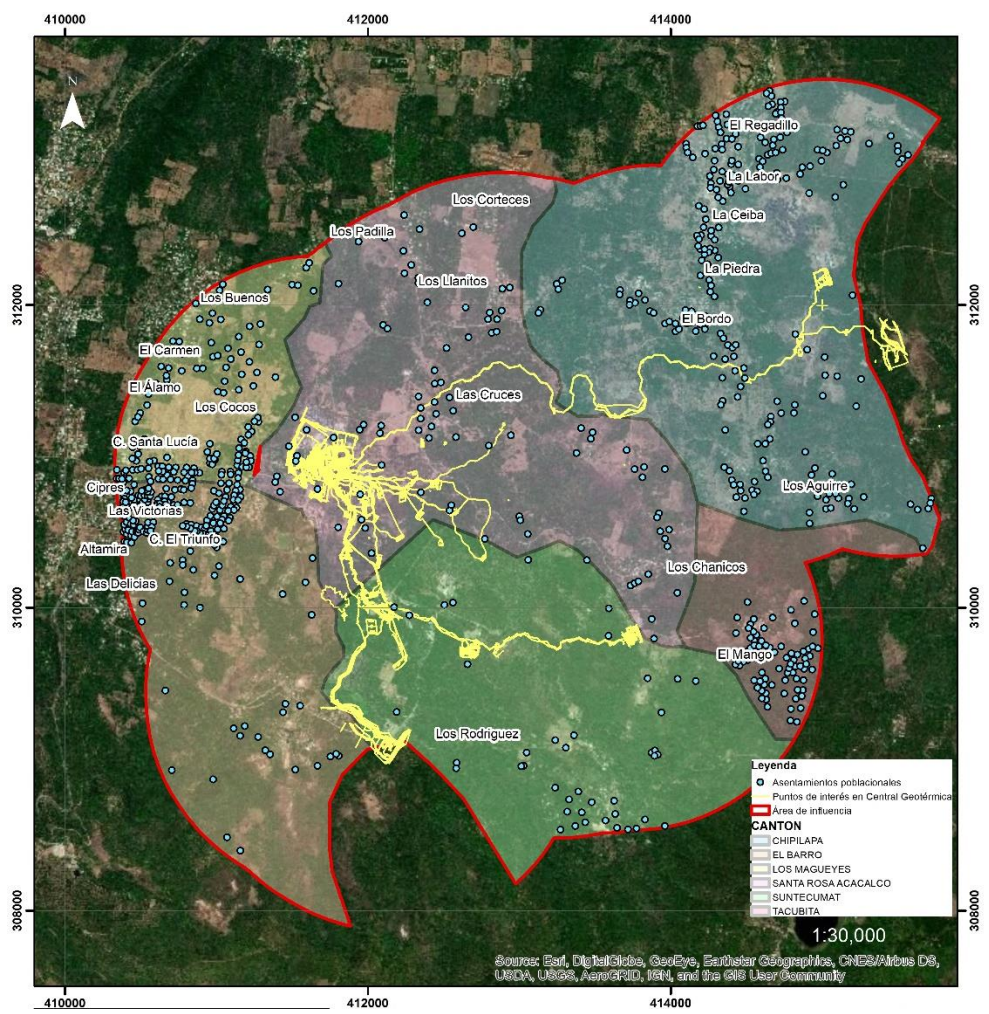 410000
412000
414000
N
El Regadillo
La Labor
Los Corteces
La Ceiba
Los Padilla
La Piedra
Los Llanitos
312000
312000
Los Buenos
El Bordo
El Carmen
El Álamo
Las Cruces
Los Cocos
C. Santa Lucía
Cipres
Los Aguirre
Las Victorias
C. El Triunfo
Altamira
Los Chanicos
Las Delicias
310000
310000
El Mango
Los Rodriguez
Leyenda
Asentamientos poblacionales
Puntos de interés en Central Geotérmica
Área de influencia
CANTON
CHIPILAPA
EL BARRO
LOS MAGUEYES
SANTA ROSA ACACALCO
SUNTECUMAT
TACUBITA
308000
308000
1:30,000
Source: Esri, DigitalGlobe, GeoEye, Earthstar Geographics, CNES/Airbus DS,
USDA, USGS, AeroGRID, IGN, and the GIS User Community
410000
412000
414000